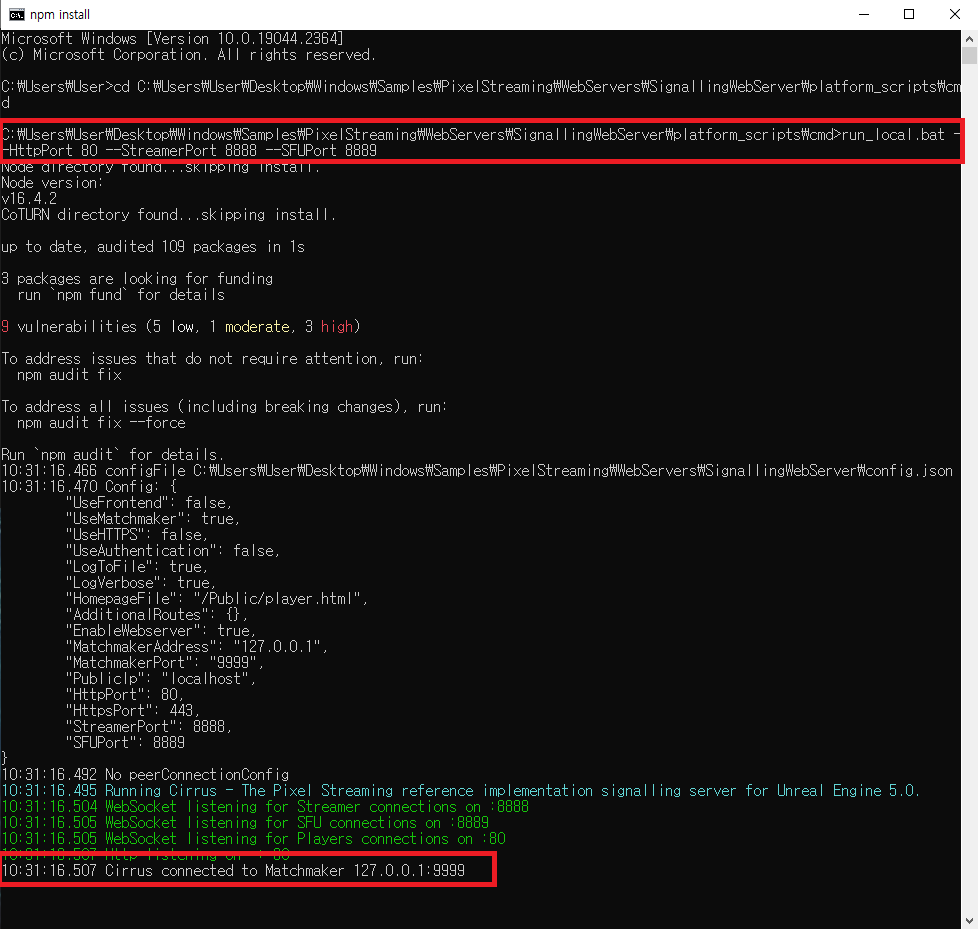 npm install
Microsoft Windows [Version 10.0.19044.2364]
(c) Microsoft Corporation. All rights reserved.
C:₩Users₩User>cd C:₩Users₩User₩Desktop₩Windows₩Samples₩PixelStreaming₩WebServers₩SignallingWebServer₩platform_scripts₩cm
d
C:₩Users₩User₩Desktop₩Windows₩Samples₩PixelStreaming₩WebServers₩SignallingWebServer₩platform_scripts₩cmd>run_local.bat -
-HttpPort 80 --StreamerPort 8888 --SFUPort 8889
Node directory found...skipping install.
Node version:
v16.4.2
CoTURN directory found...skipping install.
up to date, audited 109 packages in 1s
3 packages are looking for funding
  run `npm fund` for details
9 vulnerabilities (5 low, 1 moderate, 3 high)
To address issues that do not require attention, run:
  npm audit fix
To address all issues (including breaking changes), run:
  npm audit fix --force
Run `npm audit` for details.
10:31:16.466 configFile C:₩Users₩User₩Desktop₩Windows₩Samples₩PixelStreaming₩WebServers₩SignallingWebServer₩config.json
10:31:16.470 Config: {
        "UseFrontend": false,
        "UseMatchmaker": true,
        "UseHTTPS": false,
        "UseAuthentication": false,
        "LogToFile": true,
        "LogVerbose": true,
        "HomepageFile": "/Public/player.html",
        "AdditionalRoutes": {},
        "EnableWebserver": true,
        "MatchmakerAddress": "127.0.0.1",
        "MatchmakerPort": "9999",
        "PublicIp": "localhost",
        "HttpPort": 80,
        "HttpsPort": 443,
        "StreamerPort": 8888,
        "SFUPort": 8889
}
10:31:16.492 No peerConnectionConfig
10:31:16.495 Running Cirrus - The Pixel Streaming reference implementation signalling server for Unreal Engine 5.0.
10:31:16.504 WebSocket listening for Streamer connections on :8888
10:31:16.505 WebSocket listening for SFU connections on :8889
10:31:16.505 WebSocket listening for Players connections on :80
10:31:16.507 Http listening on *: 80
10:31:16.507 Cirrus connected to Matchmaker 127.0.0.1:9999